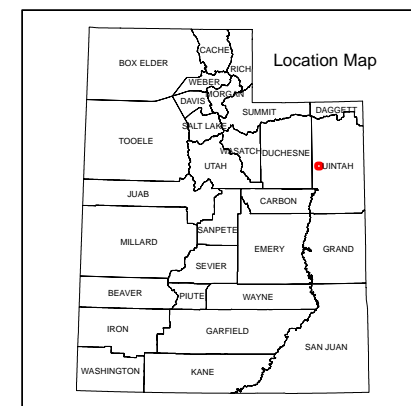 Location Map
CACHE
BOX ELDER
RICH
WEBER
MORGAN
DAVIS
SUMMIT
DAGGETT
SALT LAKE
TOOELE
WASATCH
DUCHESNE
UINTAH
UTAH
JUAB
CARBON
SANPETE
MILLARD
EMERY
GRAND
SEVIER
BEAVER
PIUTE
WAYNE
IRON
GARFIELD
SAN JUAN
WASHINGTON
KANE